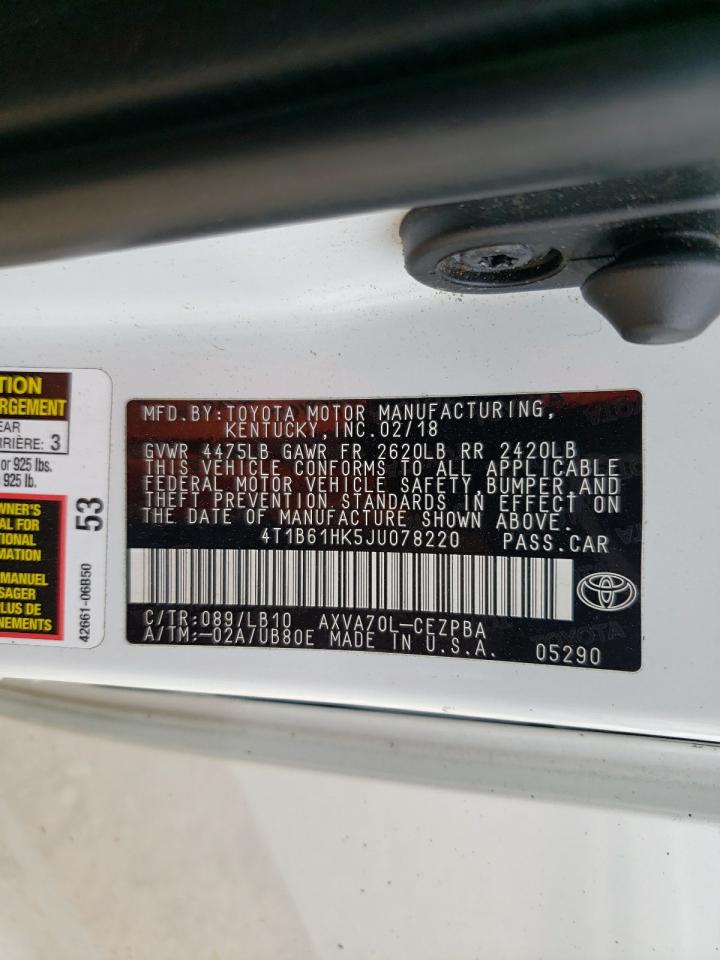 TION
RGEMENT
EAR
RRIÈRE: 3
or 925 lbs.
925 lb.
WNER'S
AL FOR
TIONAL
MATION
MANUEL
SAGER
PLUS DE
NEMENTS
53
42661-06B50
MFD.BY:TOYOTA MOTOR MANUFACTURING,
KENTUCKY,INC.02/18
GVWR 4475LB GAWR FR 2620LB RR 2420LB
THIS VEHICLE CONFORMS TO ALL APPLICABLE
FEDERAL MOTOR VEHICLE SAFETY, BUMPER,AND
THEFT PREVENTION STANDARDS IN EFFECT ON
THE DATE OF MANUFACTURE SHOWN ABOVE.
4T1B61HK5JU078220 PASS.CAR
C/TR:089/LB10 AXVA70L-CEZPBA
A/TM:-02A/UB80E MADE IN U.S.A. 05290